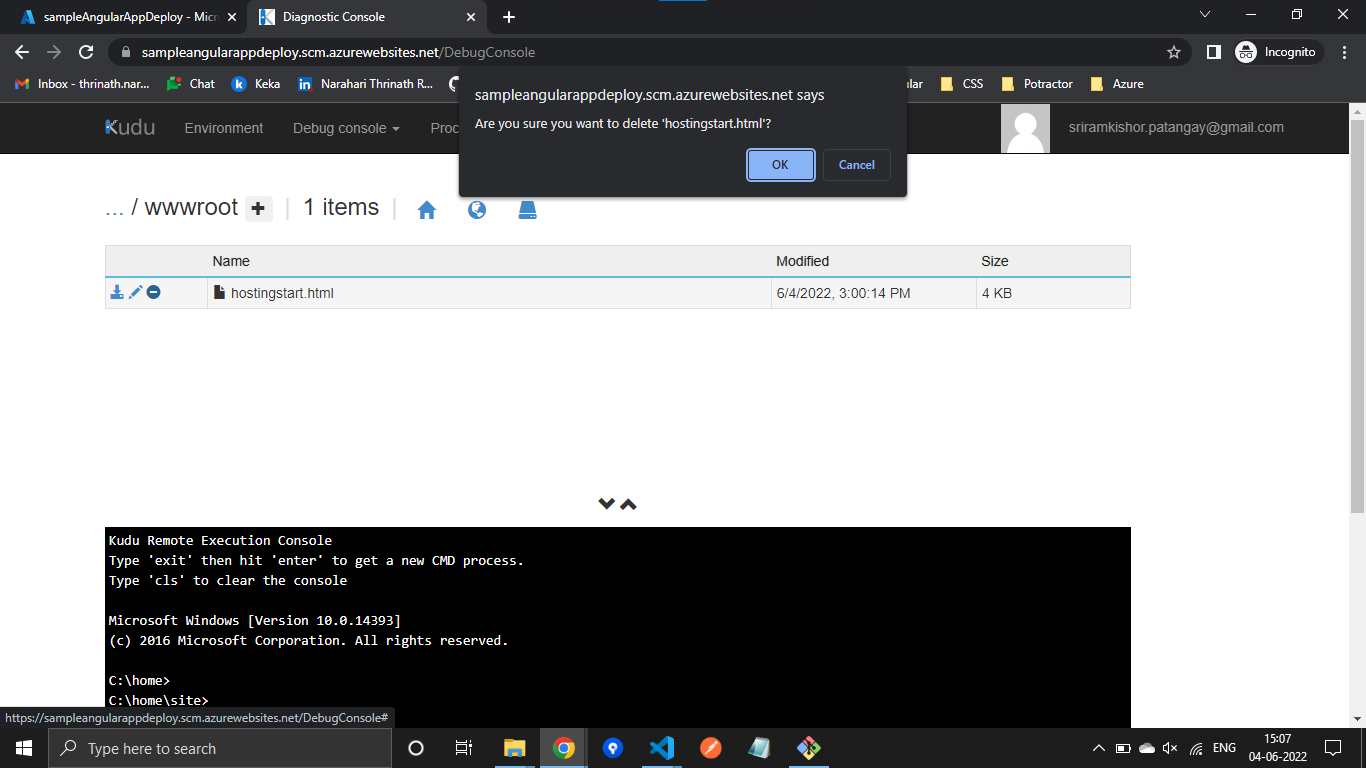 sampleAngularAppDeploy - Micr
Diagnostic Console
sampleangularappdeploy.scm.azurewebsites.net/DebugConsole
Incognito
Inbox - thrinath.nar...
Chat
Keka
Narahari Thrinath R...
ular
CSS
Potractor
Azure
sampleangularappdeploy.scm.azurewebsites.net says
Are you sure you want to delete 'hostingstart.html'?
OK
Cancel
Kudu
Environment
Debug console
Proc
sriramkishor.patangay@gmail.com
... / wwwroot + | 1 items |
Name Modified Size
hostingstart.html 6/4/2022, 3:00:14 PM 4 KB
Kudu Remote Execution Console
Type 'exit' then hit 'enter' to get a new CMD process.
Type 'cls' to clear the console
Microsoft Windows [Version 10.0.14393]
(c) 2016 Microsoft Corporation. All rights reserved.
C:\home>
C:\home\site>
https://sampleangularappdeploy.scm.azurewebsites.net/DebugConsole#
Type here to search
ENG
15:07
04-06-2022